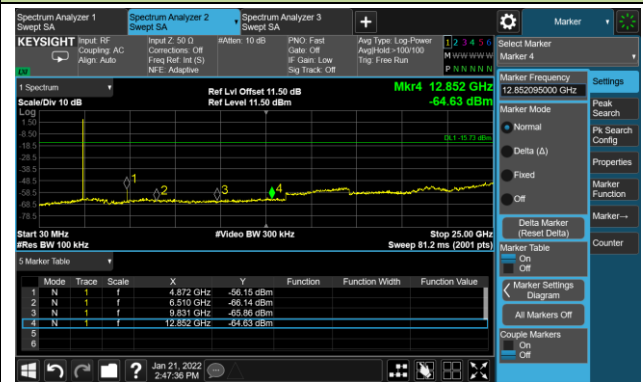 Spectrum Analyzer 1
Swept SA
Spectrum Analyzer 2
Swept SA
Spectrum Analyzer 3
Swept SA
+
Marker
KEYSIGHT
Input: RF
Coupling: AC
Align: Auto
Input Z: 50 Ω
Corrections: Off
Freq Ref: Int (S)
NFE: Adaptive
#Atten: 10 dB
PNO: Fast
Gate: Off
IF Gain: Low
Sig Track: Off
Avg Type: Log-Power
Avg|Hold:>100/100
Trig: Free Run
1 2 3 4 5 6
M W W W W W
P N N N N N
LV
Select Marker
Marker 4
1 Spectrum
Scale/Div 10 dB
Ref Lvl Offset 11.50 dB
Ref Level 11.50 dBm
Mkr4 12.852 GHz
-64.63 dBm
Log
1.50
-8.50
-18.5
-28.5
-38.5
-48.5
-58.5
-68.5
-78.5
DL1 -15.73 dBm
1
2
3
4
Start 30 MHz
#Res BW 100 kHz
#Video BW 300 kHz
Stop 25.00 GHz
Sweep 81.2 ms (2001 pts)
5 Marker Table
Mode Trace Scale X Y Function Function Width Function Value
1 N 1 f 4.872 GHz -56.15 dBm
2 N 1 f 6.510 GHz -66.14 dBm
3 N 1 f 9.831 GHz -65.86 dBm
4 N 1 f 12.852 GHz -64.63 dBm
5
6
Marker Frequency
12.852095000 GHz
Marker Mode
Normal
Delta (Δ)
Fixed
Off
Delta Marker
(Reset Delta)
Marker Table
On
Off
Marker Settings
Diagram
All Markers Off
Couple Markers
On
Off
Settings
Peak
Search
Pk Search
Config
Properties
Marker
Function
Marker→
Counter
?
Jan 21, 2022
2:47:36 PM